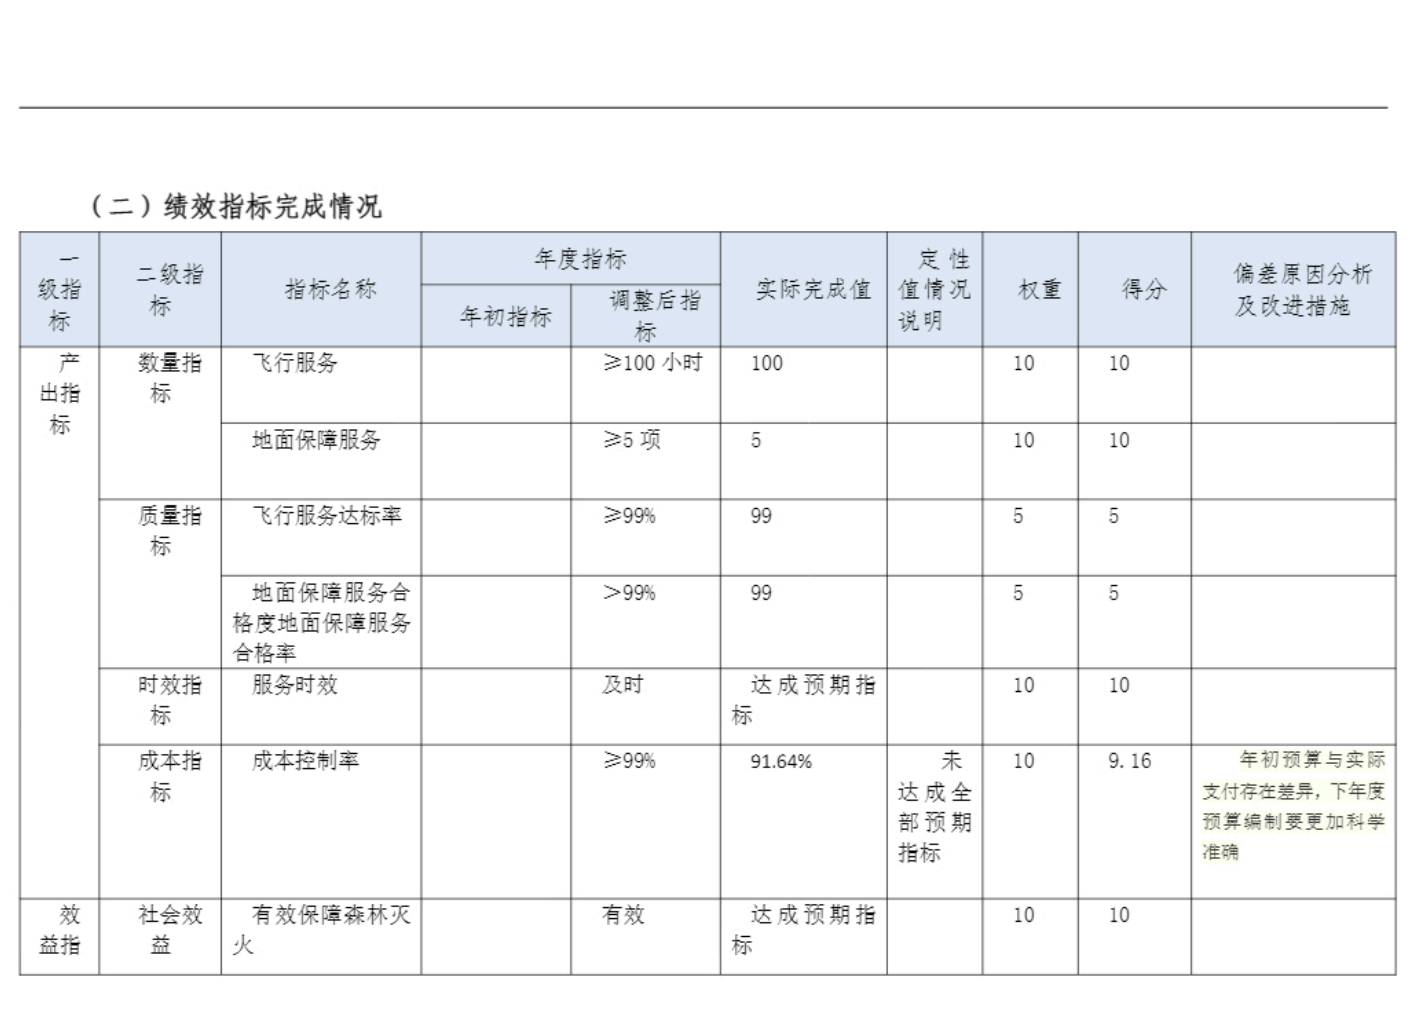 （二）绩效指标完成情况
一
级指
标
二级指
标
指标名称
年度指标
年初指标
调整后指
标
实际完成值
定性
值情况
说明
权重
得分
偏差原因分析
及改进措施
产
出指
标
数量指
标
飞行服务
≥100 小时
100
10
10
地面保障服务
≥5 项
5
10
10
质量指
标
飞行服务达标率
≥99%
99
5
5
地面保障服务合
格度地面保障服务
合格率
＞99%
99
5
5
时效指
标
服务时效
及时
达成预期指
标
10
10
成本指
标
成本控制率
≥99%
91.64%
未
达成全
部预期
指标
10
9.16
年初预算与实际
支付存在差异，下年度
预算编制要更加科学
准确
效
益指
社会效
益
有效保障森林灭
火
有效
达成预期指
标
10
10